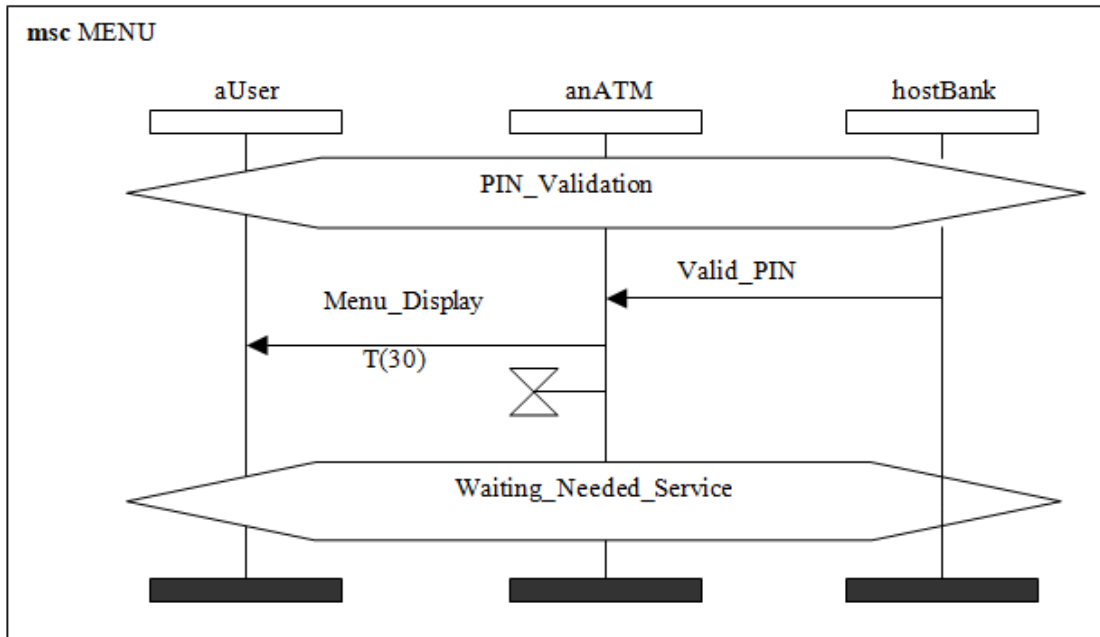 msc MENU
aUser
anATM
hostBank
PIN_Validation
Valid_PIN
Menu_Display
T(30)
Waiting_Needed_Service